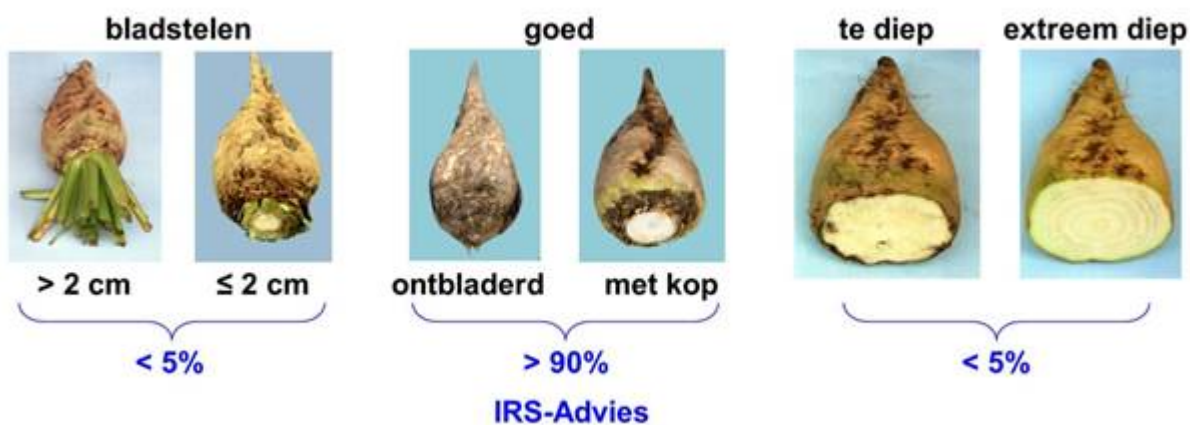 bladstelen goed te diep extreem diep
> 2 cm ≤ 2 cm ontbladerd met kop
< 5% > 90% < 5%
IRS-Advies